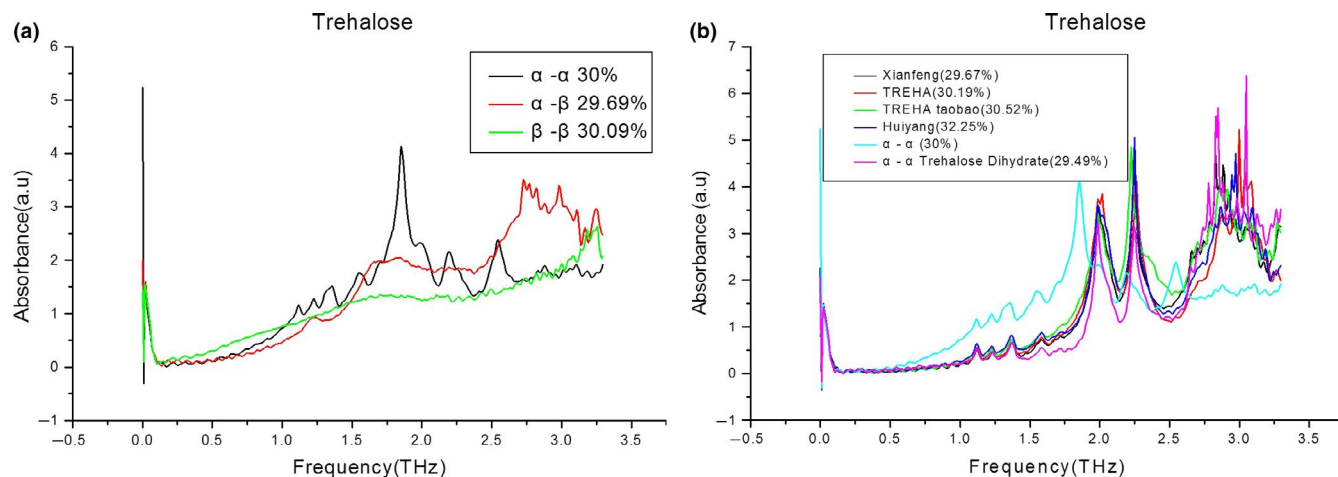 (a)
Trehalose
6
5
4
3
2
1
0
−1
Absorbance(a.u)
α -α 30%
α -β 29.69%
β -β 30.09%
−0.5
0.0
0.5
1.0
1.5
2.0
2.5
3.0
3.5
Frequency(THz)
(b)
Trehalose
7
6
5
4
3
2
1
0
−1
Absorbance(a.u)
Xianfeng(29.67%)
TREHA(30.19%)
TREHA taobao(30.52%)
Huiyang(32.25%)
α - α (30%)
α - α Trehalose Dihydrate(29.49%)
−0.5
0.0
0.5
1.0
1.5
2.0
2.5
3.0
3.5
Frequency(THz)